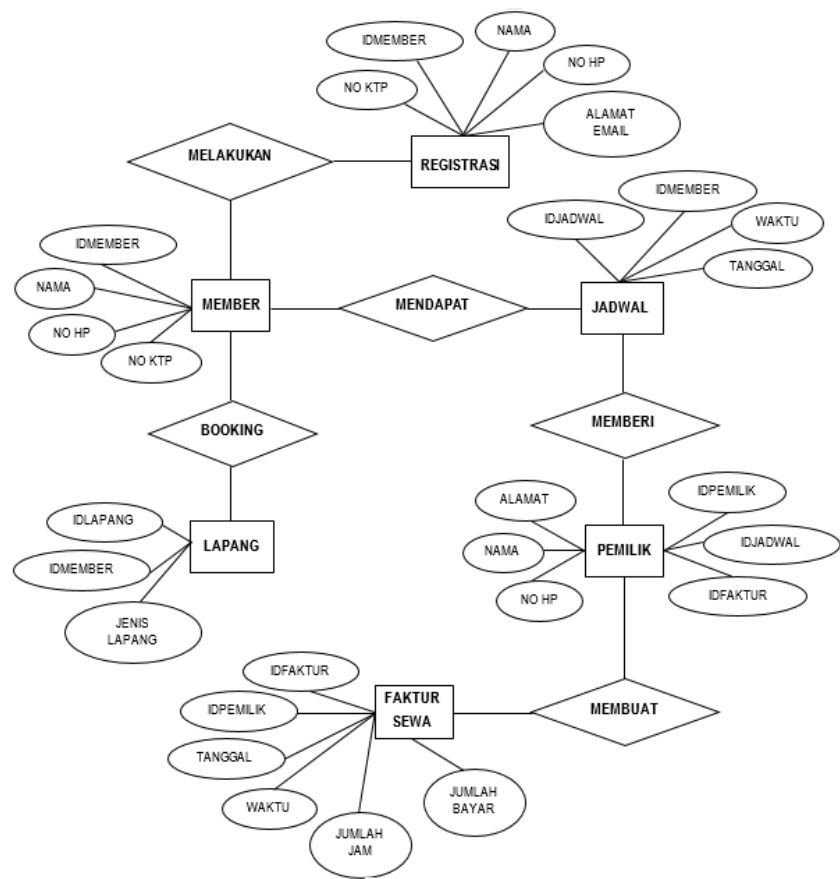 NAMA
IDMEMBER
NO HP
NO KTP
ALAMAT
EMAIL
MELAKUKAN
REGISTRASI
IDMEMBER
IDJADWAL
WAKTU
TANGGAL
IDMEMBER
NAMA
NO HP
NO KTP
MEMBER
MENDAPAT
JADWAL
BOOKING
MEMBERI
IDLAPANG
IDMEMBER
JENIS
LAPANG
LAPANG
ALAMAT
NAMA
NO HP
PEMILIK
IDPEMILIK
IDJADWAL
IDFAKTUR
IDFAKTUR
IDPEMILIK
TANGGAL
WAKTU
JUMLAH
JAM
JUMLAH
BAYAR
FAKTUR
SEWA
MEMBUAT